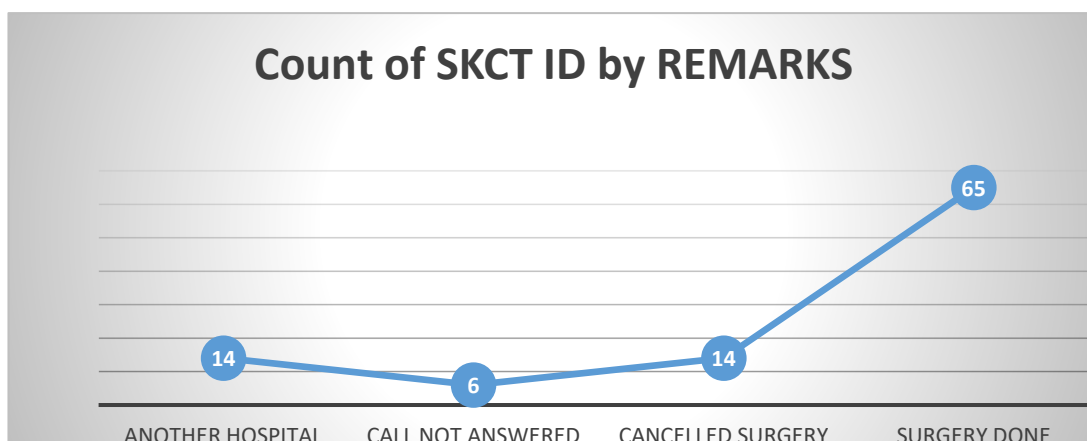 Count of SKCT ID by REMARKS
65
14
14
6
ANOTHER HOSPITAL CALL NOT ANSWERED CANCELLED SURGERY SURGERY DONE